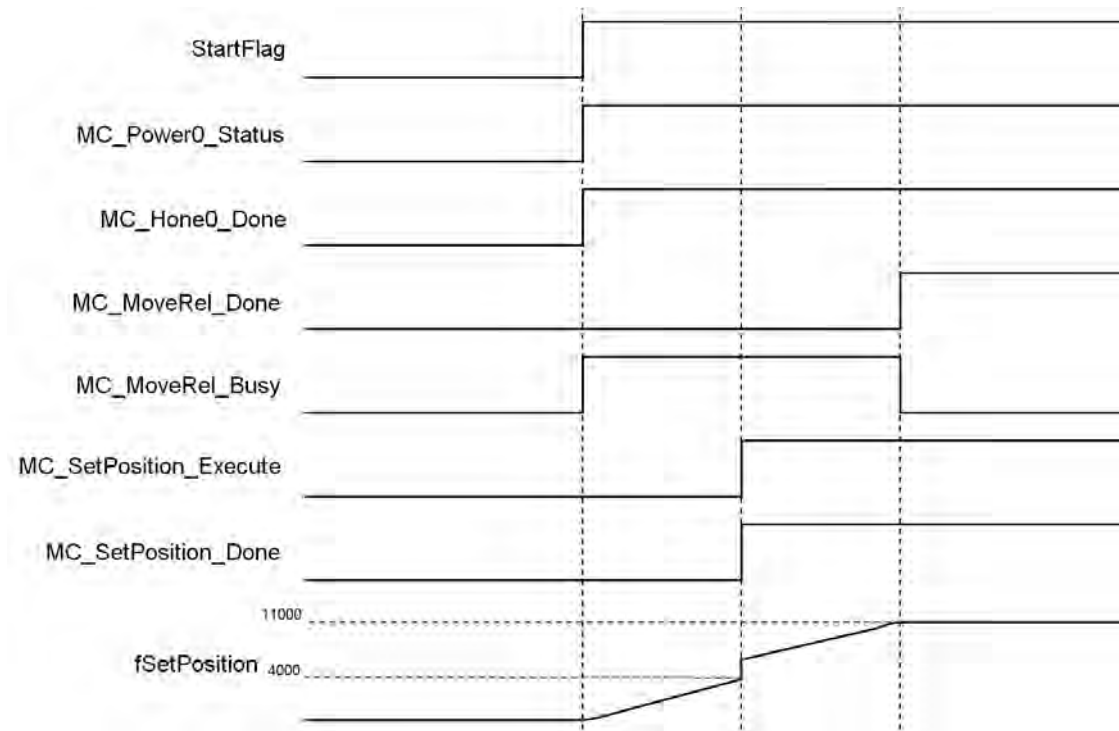 StartFlag
MC_Power0_Status
MC_Hone0_Done
MC_MoveRel_Done
MC_MoveRel_Busy
MC_SetPosition_Execute
MC_SetPosition_Done
11000
fSetPosition 4000